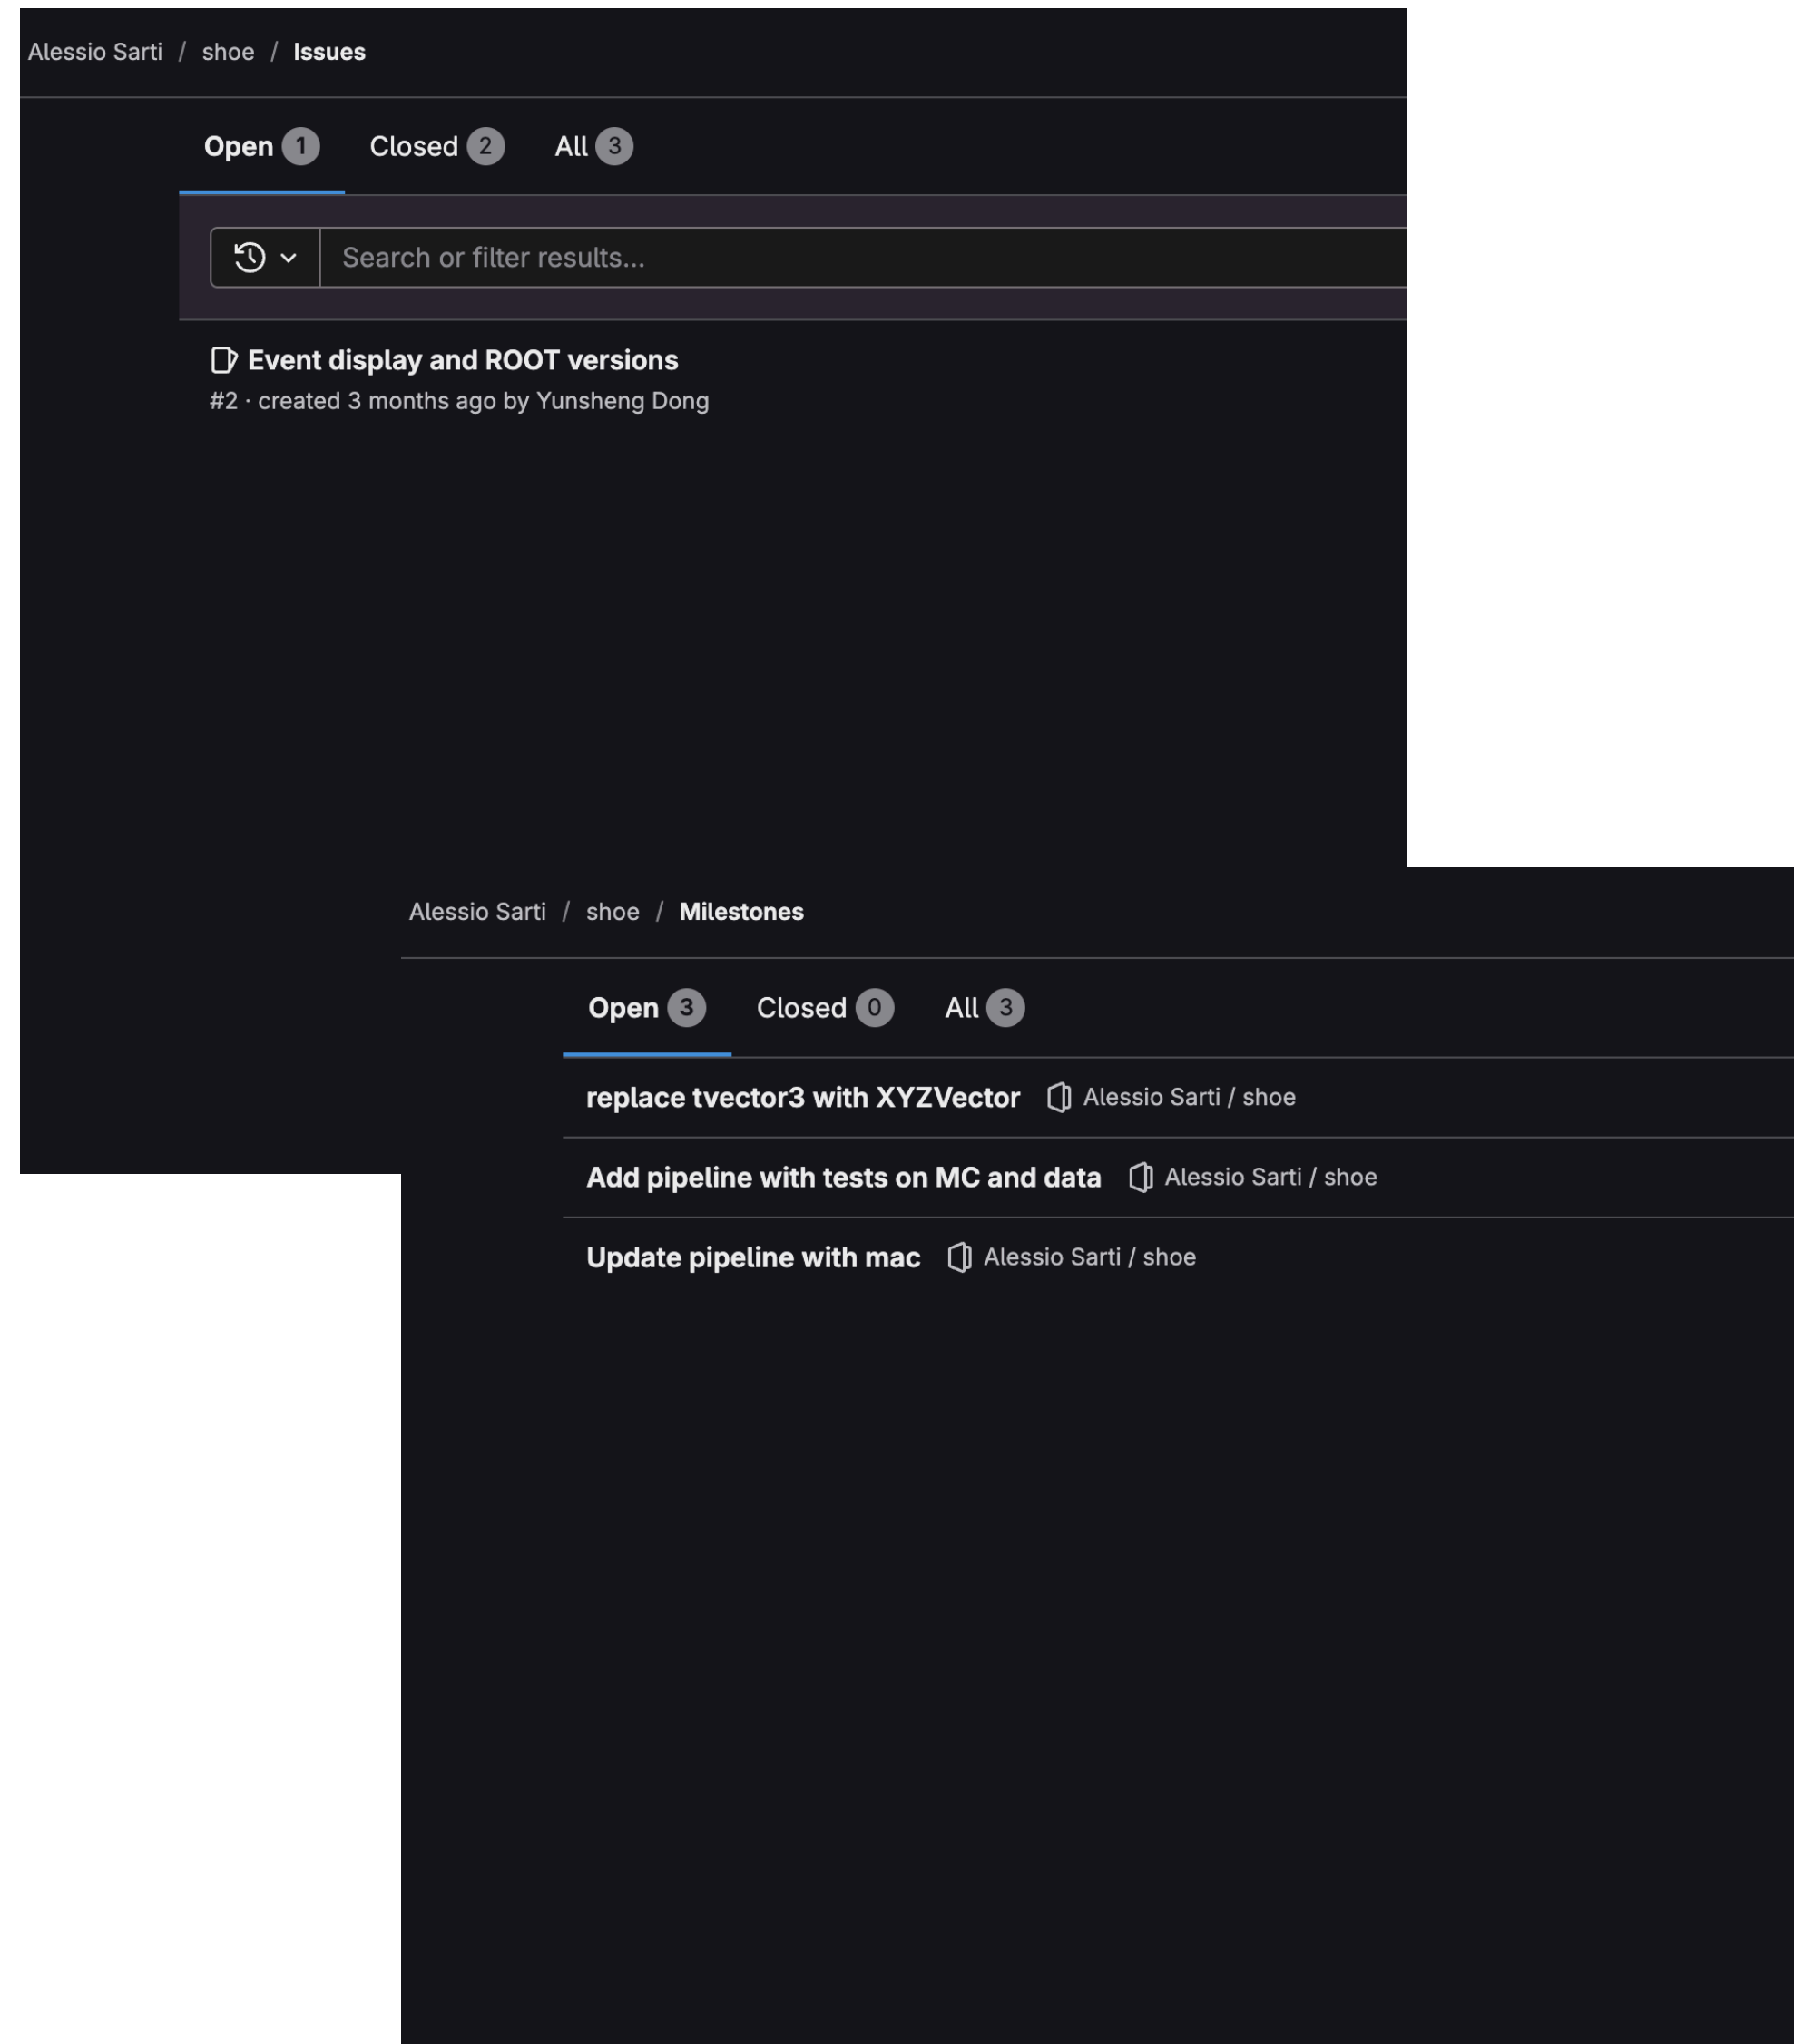 Alessio Sarti / shoe / Issues
Open 1 Closed 2 All 3
Search or filter results...
Event display and ROOT versions
#2 · created 3 months ago by Yunsheng Dong
Alessio Sarti / shoe / Milestones
Open 3 Closed 0 All 3
replace tvector3 with XYZVector Alessio Sarti / shoe
Add pipeline with tests on MC and data Alessio Sarti / shoe
Update pipeline with mac Alessio Sarti / shoe